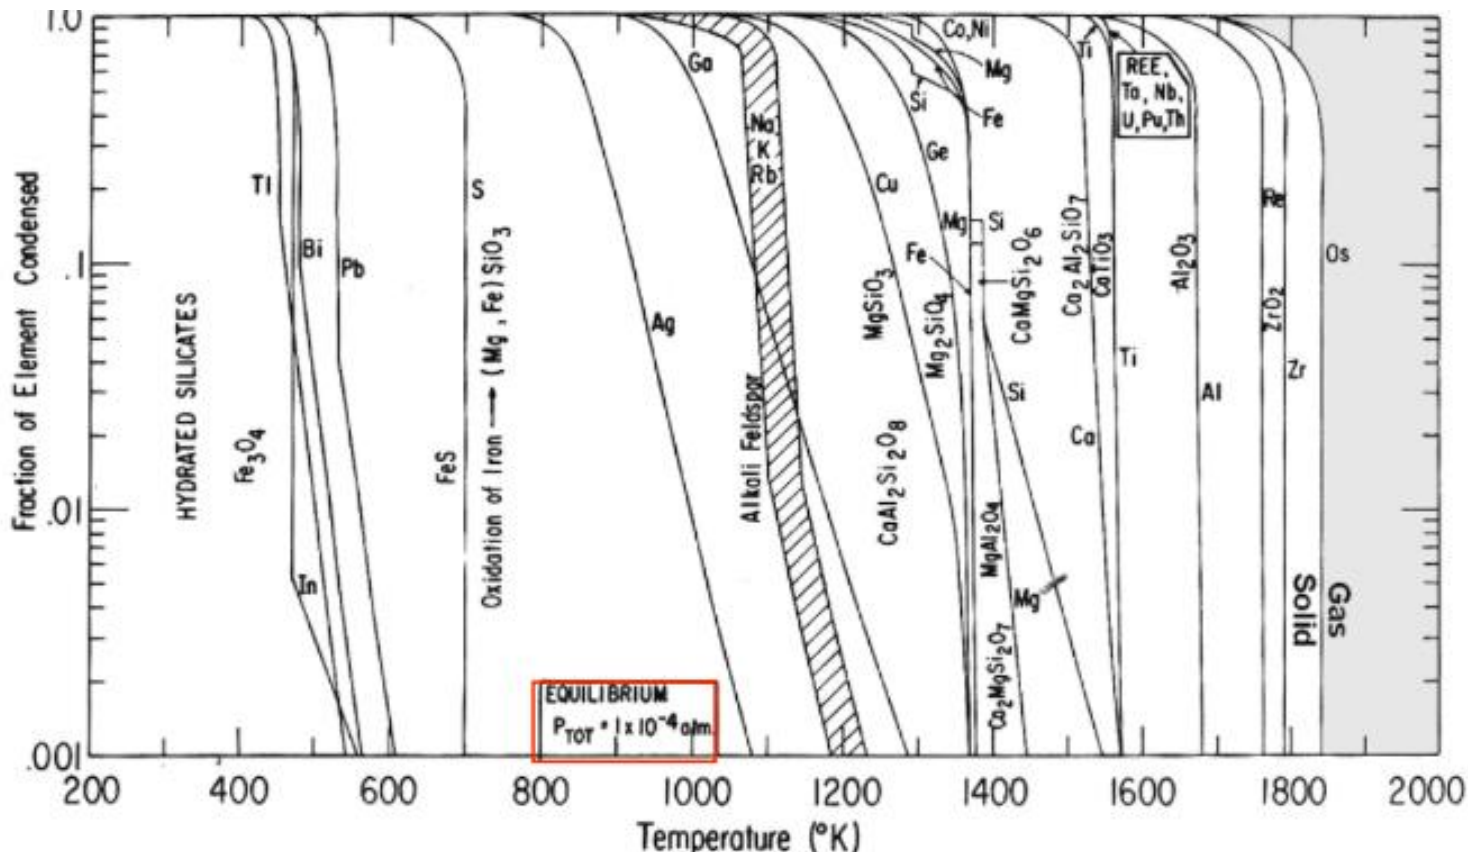 1.0
.1
.01
.001
Fraction of Element Condensed
200
400
600
800
1000
1200
1400
1600
1800
2000
Temperature (°K)
HYDRATED SILICATES
Fe3O4
Tl
Bi
In
Pb
FeS
S
Oxidation of Iron → (Mg, Fe) SiO3
Ag
Ga
Na
K
Rb
Alkali Feldspar
EQUILIBRIUM
PTOT = 1 x 10-4 atm.
Cu
CaAl2Si2O8
MgSiO3
Ge
Mg2SiO4
Co,Ni
Mg
Si
Fe
Mg
Si
Fe
CaMgSi2O6
Si
MgAl2O4
Ca2MgSi2O7
Mg
Ti
Ca2Al2SiO7
CaTiO3
Ca
Ti
REE,
Ta, Nb,
U, Pu,Th
Al2O3
Al
Re
ZrO2
Zr
Os
Solid
Gas